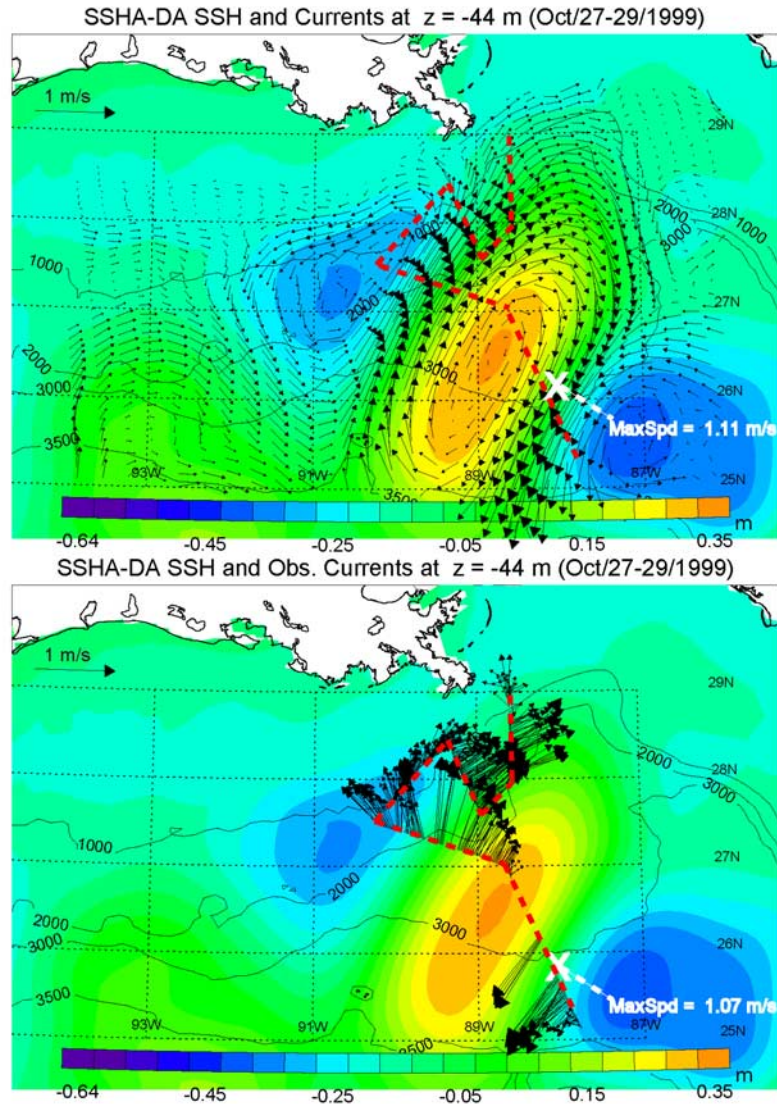 SSHA-DA SSH and Currents at z = -44 m (Oct/27-29/1999)
1 m/s
29N
2000
28N
1000
3000
1000
1000
2000
27N
2000
3000
3000
26N
X
3500
MaxSpd = 1.11 m/s
93W
91W
89W
87W
25N
3500
m
-0.64
-0.45
-0.25
-0.05
0.15
0.35
SSHA-DA SSH and Obs. Currents at z = -44 m (Oct/27-29/1999)
1 m/s
29N
2000
28N
3000
1000
27N
2000
2000
3000
3000
26N
X
3500
MaxSpd = 1.07 m/s
93W
91W
89W
87W
25N
3500
m
-0.64
-0.45
-0.25
-0.05
0.15
0.35